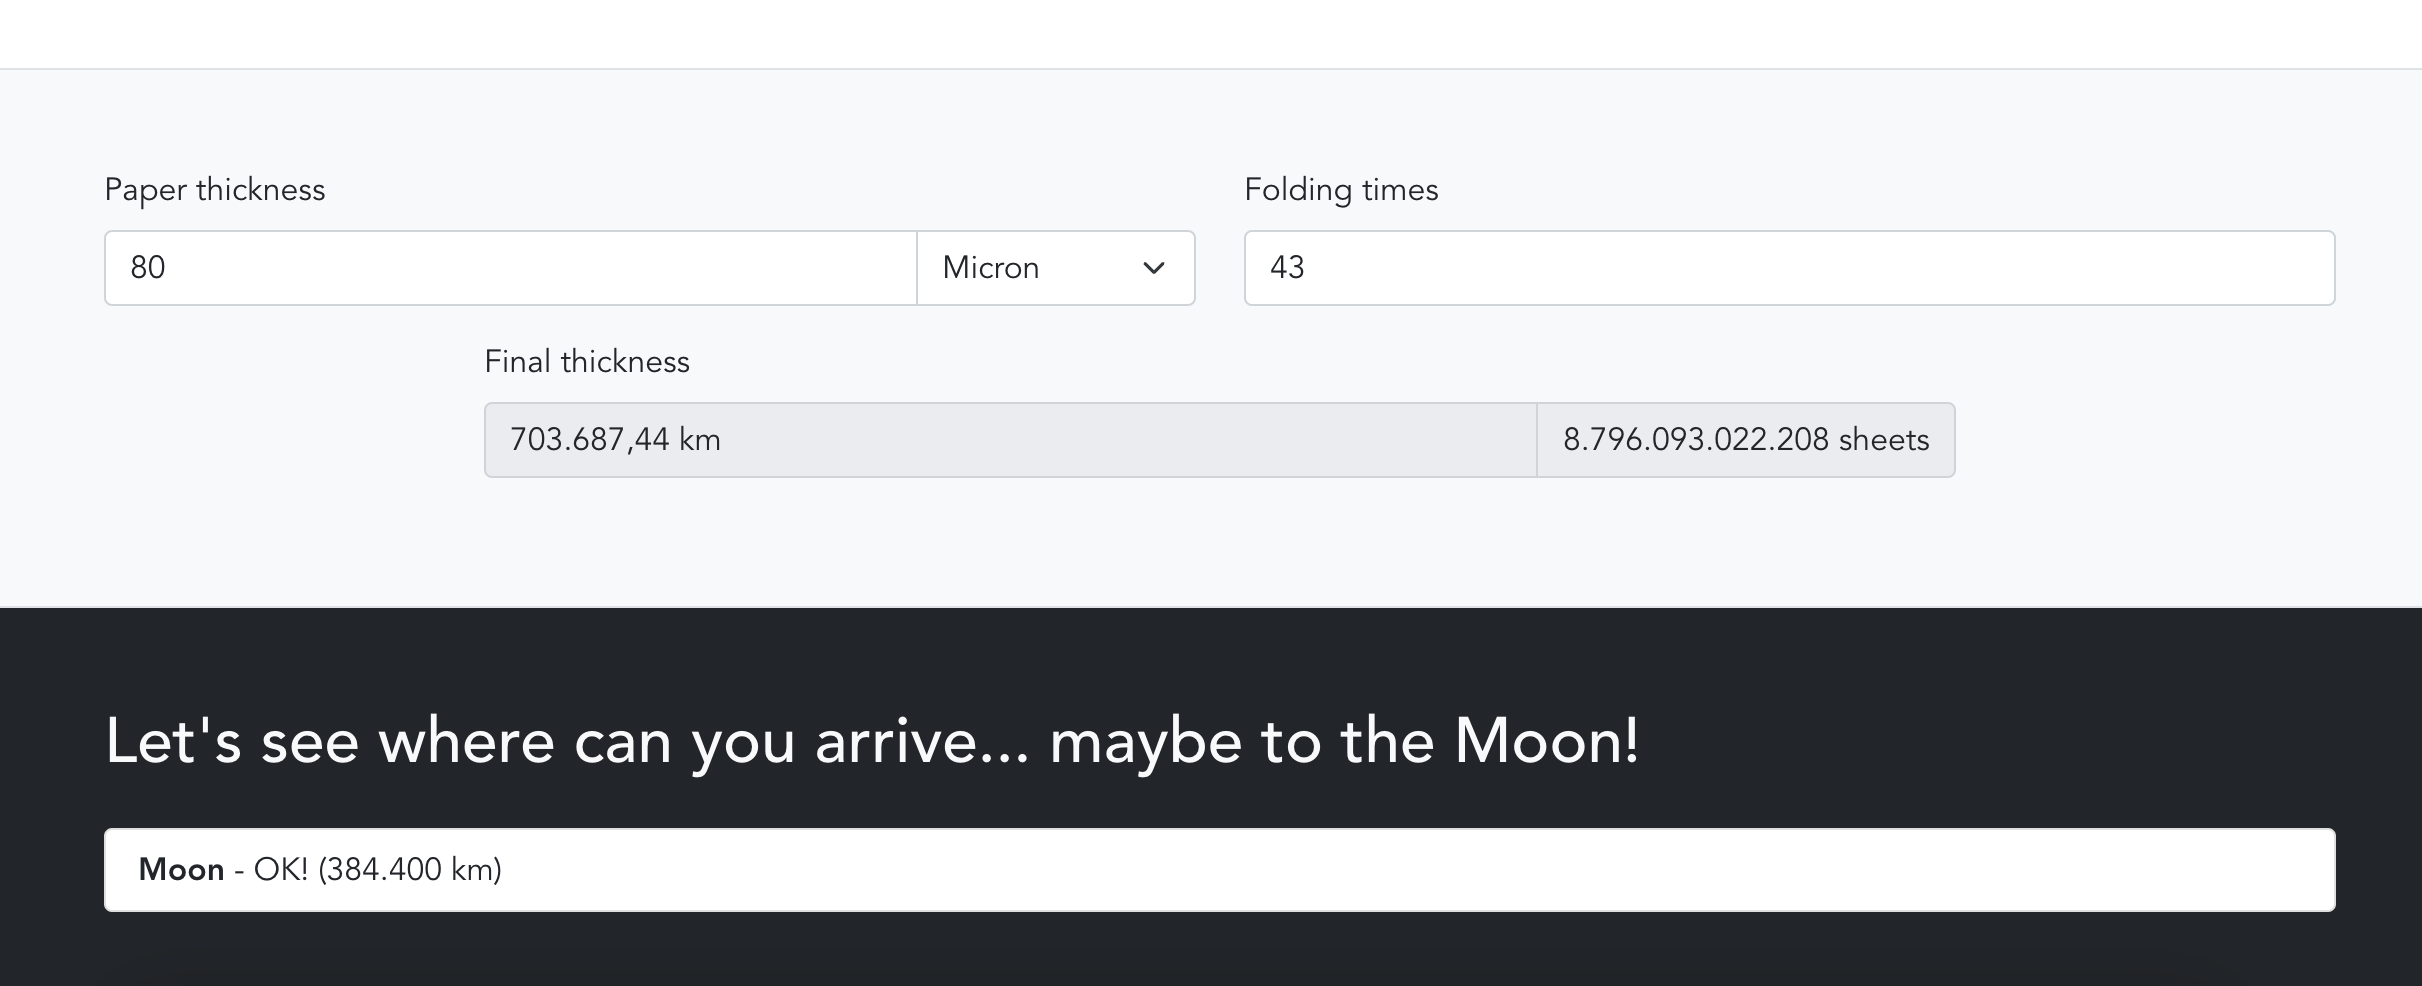 Paper thickness
Folding times
80
Micron
43
Final thickness
703.687,44 km
8.796.093.022.208 sheets
Let's see where can you arrive... maybe to the Moon!
Moon - OK! (384.400 km)